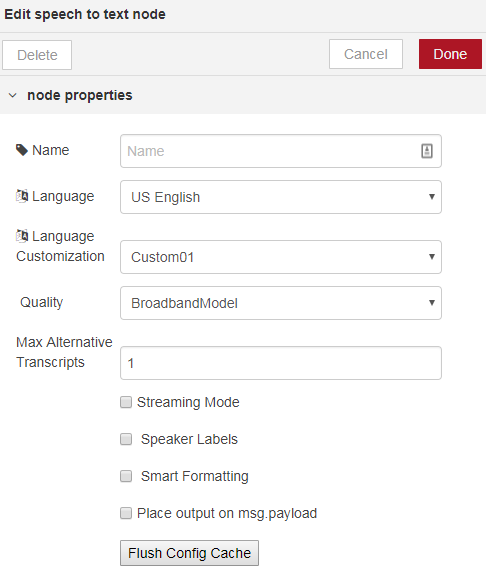 Edit speech to text node
Delete
Cancel
Done
node properties
Name
Name
Language
US English
Language
Customization
Custom01
Quality
BroadbandModel
Max Alternative
Transcripts
1
Streaming Mode
Speaker Labels
Smart Formatting
Place output on msg.payload
Flush Config Cache